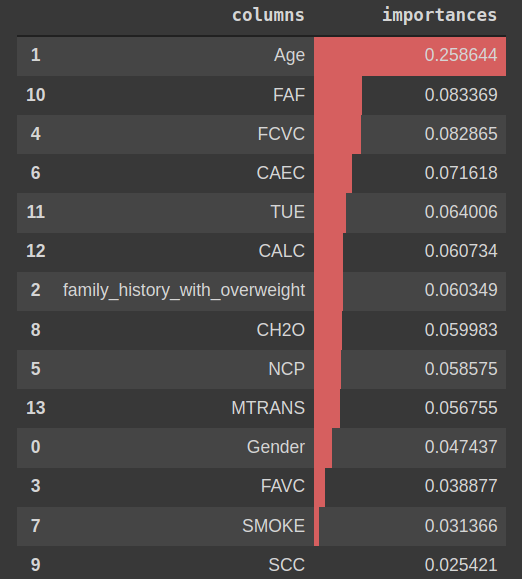 columns importances
1 Age 0.258644
10 FAF 0.083369
4 FCVC 0.082865
6 CAEC 0.071618
11 TUE 0.064006
12 CALC 0.060734
2 family_history_with_overweight 0.060349
8 CH2O 0.059983
5 NCP 0.058575
13 MTRANS 0.056755
0 Gender 0.047437
3 FAVC 0.038877
7 SMOKE 0.031366
9 SCC 0.025421